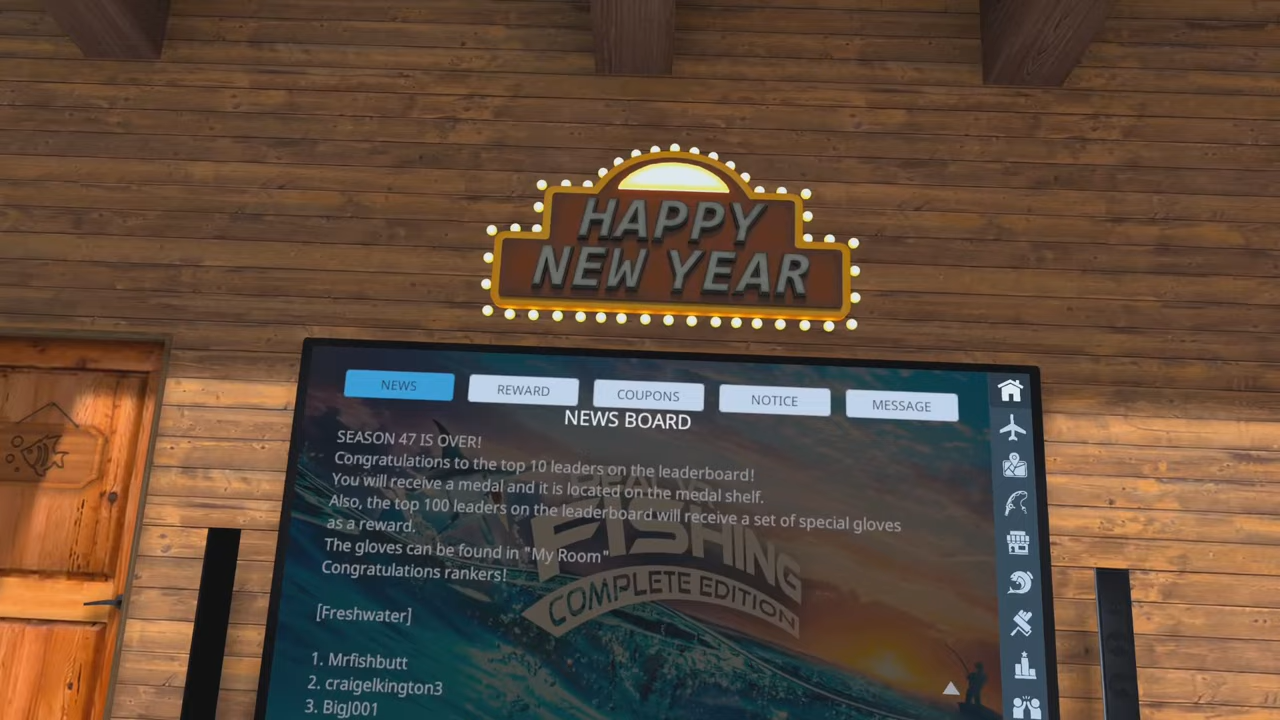 HAPPY
NEW YEAR
NEWS
REWARD
COUPONS
NOTICE
MESSAGE
NEWS BOARD
SEASON 47 IS OVER!
Congratulations to the top 10 leaders on the leaderboard!
You will receive a medal and it is located on the medal shelf.
Also, the top 100 leaders on the leaderboard will receive a set of special gloves
as a reward.
The gloves can be found in "My Room"
Congratulations rankers!
REAL VR
FISHING
COMPLETE EDITION
[Freshwater]
1. Mrfishbutt
2. craigelkington3
3. BigJ001